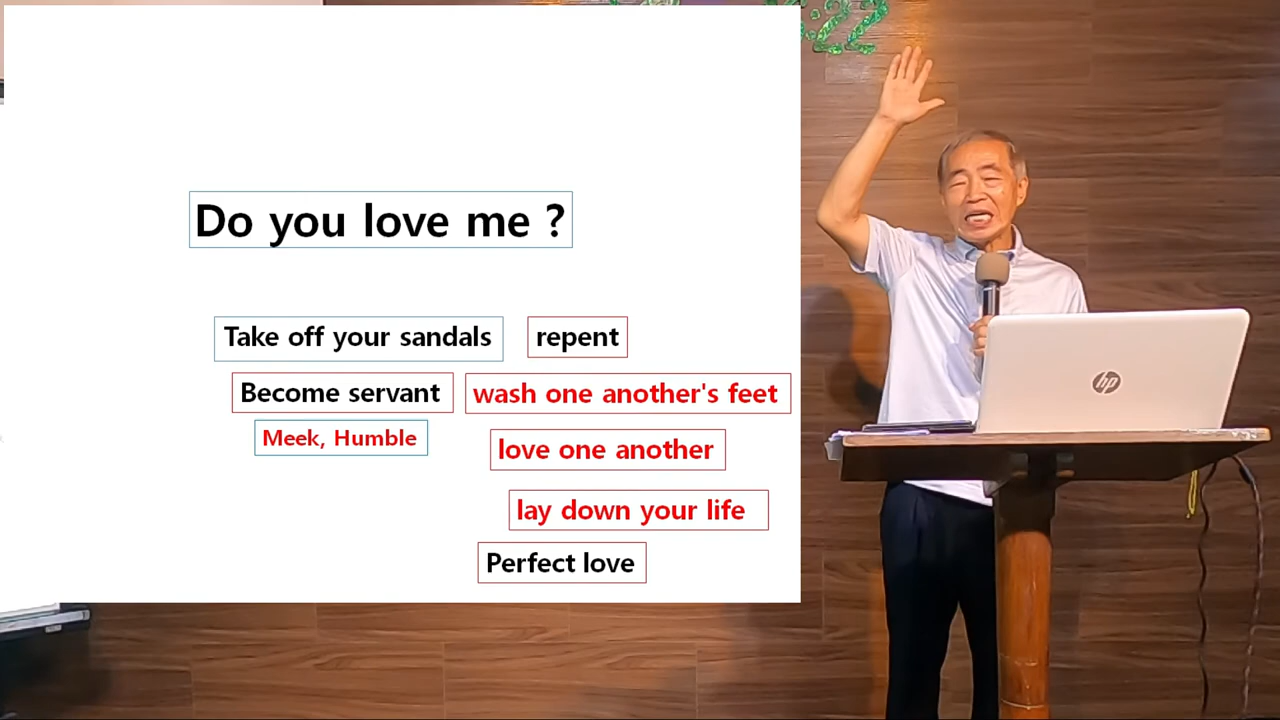 :22
Do you love me ?
Take off your sandals
repent
Become servant
wash one another's feet
Meek, Humble
love one another
lay down your life
Perfect love
hp